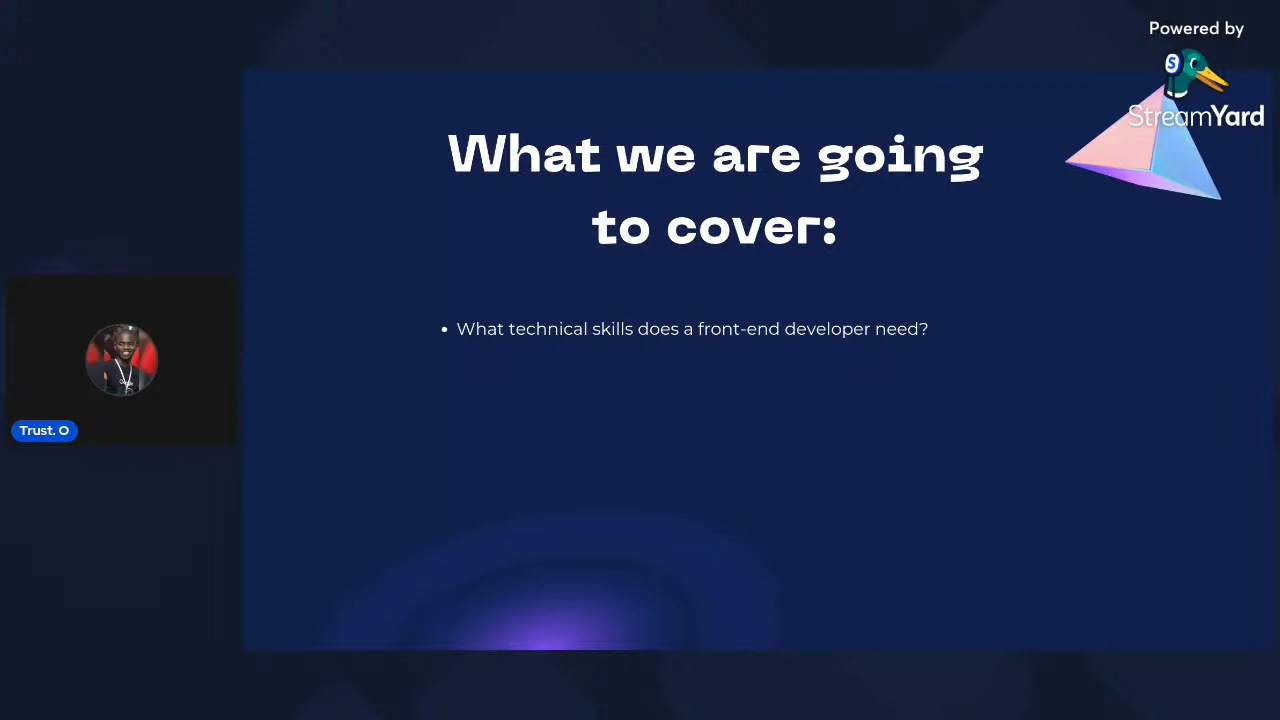 Powered by
S
StreamYard
What we are going
to cover:
• What technical skills does a front-end developer need?
Trust. O